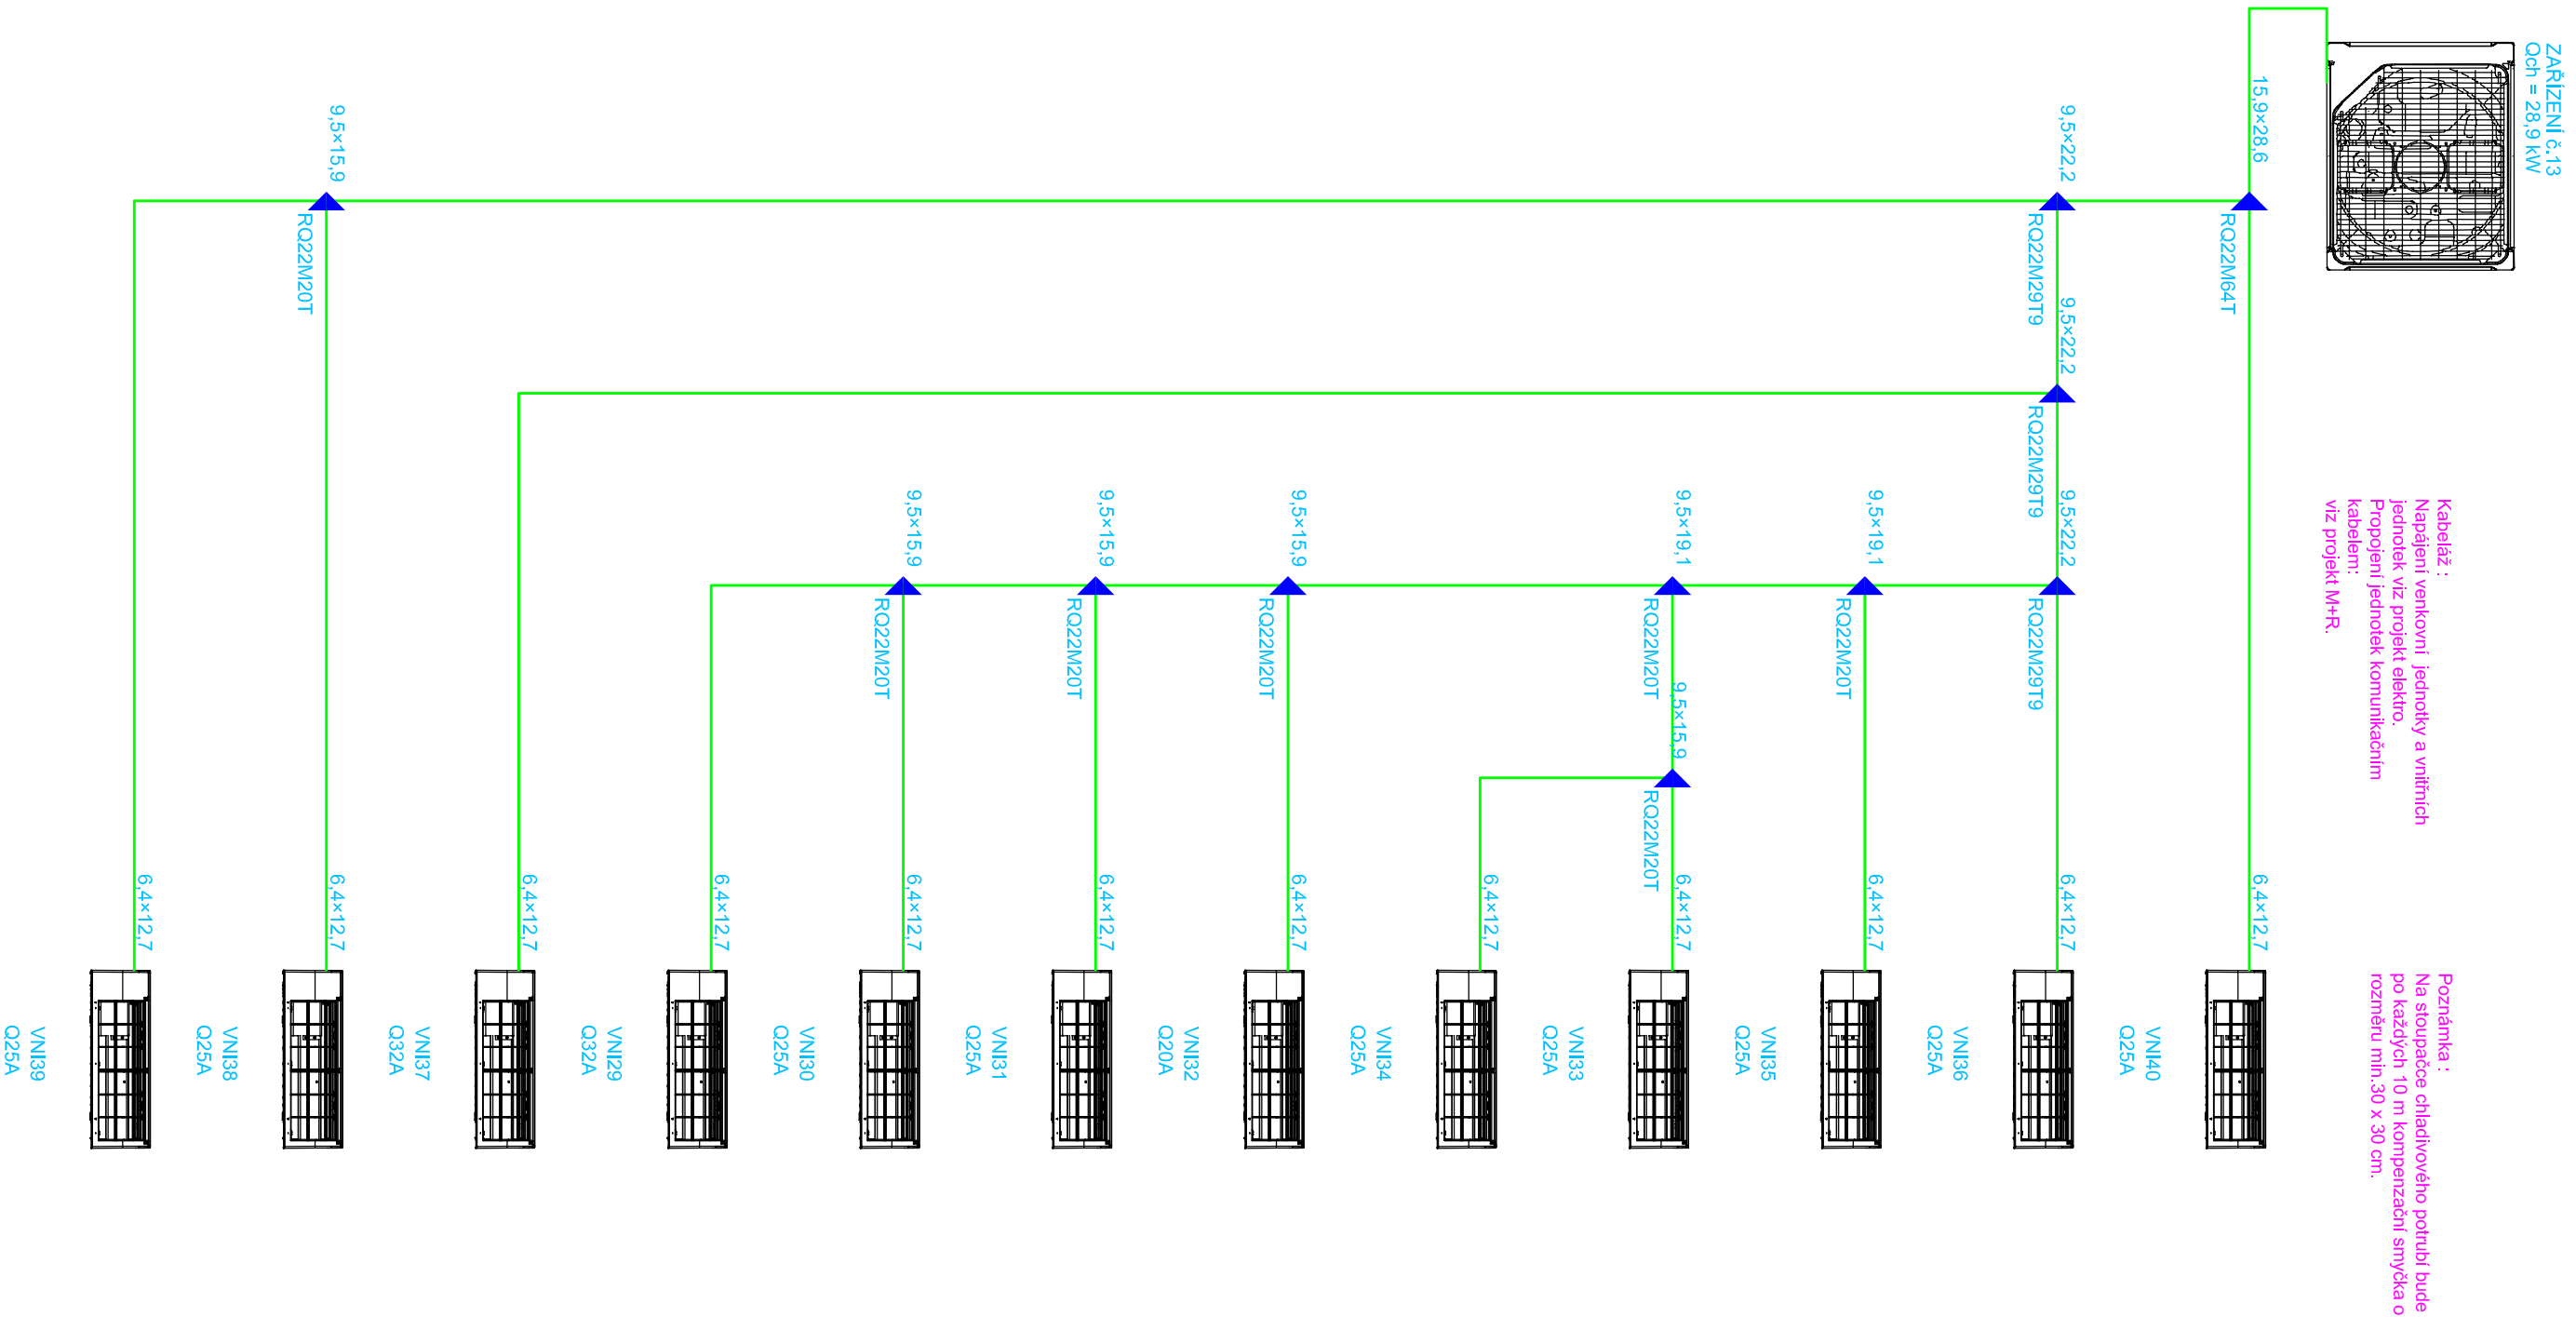 ZAŘÍZENÍ č.13
Qch = 28,9 kW
15,9×28,6
RQ22M64T
9,5×22,2
RQ22M29T9
9,5×15,9
RQ22M20T
9,5×22,2
RQ22M29T9
9,5×22,2
RQ22M29T9
9,5×19,1
RQ22M20T
9,5×19,1
RQ22M20T
9,5×15,9
RQ22M20T
9,5×15,9
RQ22M20T
9,5×15,9
RQ22M20T
9,5×15,9
RQ22M20T
Kabeláž :
Napájení venkovní jednotky a vnitřních
jednotek viz projekt elektro.
Propojení jednotek komunikačním
kabelem:
viz projekt M+R.
Poznámka :
Na stoupačce chladivového potrubí bude
po každých 10 m kompenzační smyčka o
rozměru min.30 x 30 cm.
6,4×12,7
6,4×12,7
6,4×12,7
6,4×12,7
6,4×12,7
6,4×12,7
6,4×12,7
6,4×12,7
6,4×12,7
6,4×12,7
6,4×12,7
6,4×12,7
VNI40
Q25A
VNI36
Q25A
VNI35
Q25A
VNI33
Q25A
VNI34
Q25A
VNI32
Q20A
VNI31
Q25A
VNI30
Q25A
VNI29
Q32A
VNI37
Q32A
VNI38
Q25A
VNI39
Q25A